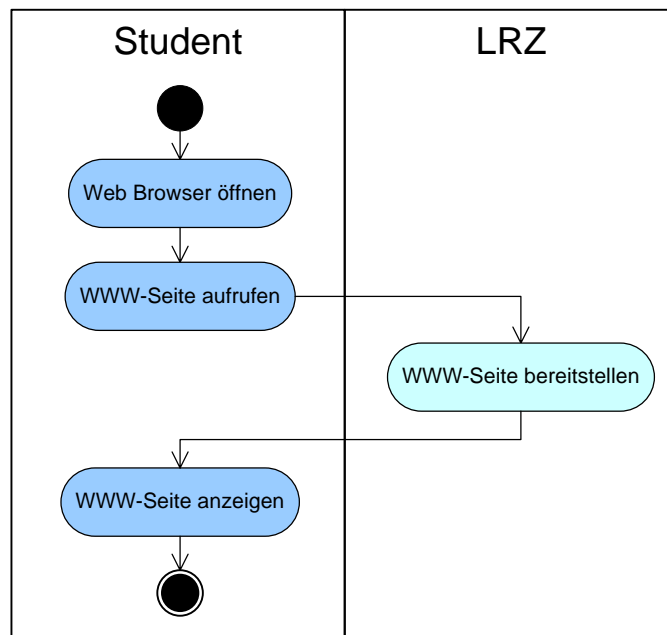 Student
LRZ
Web Browser öffnen
WWW-Seite aufrufen
WWW-Seite bereitstellen
WWW-Seite anzeigen